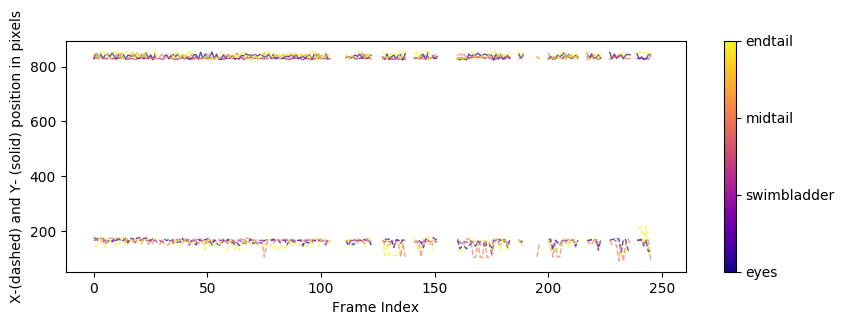 X-(dashed) and Y- (solid) position in pixels
800
600
400
200
0
50
100
150
200
250
Frame Index
endtail
midtail
swimbladder
eyes